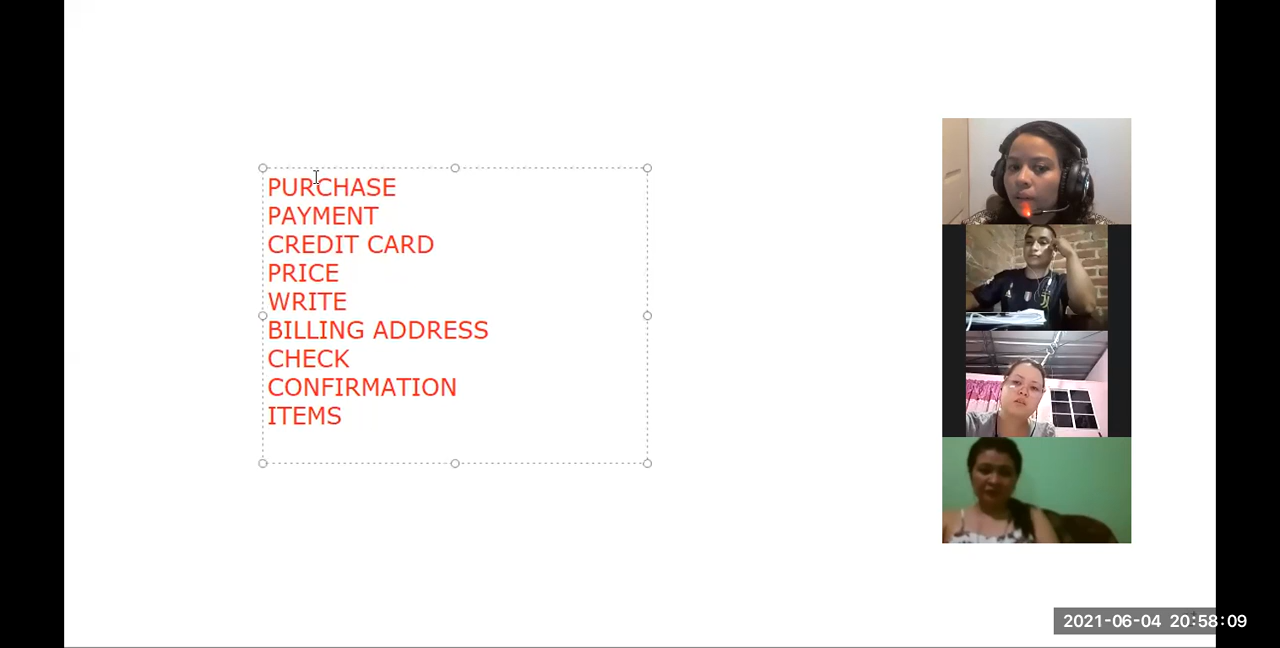 PURCHASE
PAYMENT
CREDIT CARD
PRICE
WRITE
BILLING ADDRESS
CHECK
CONFIRMATION
ITEMS
2021-06-04 20:58:09